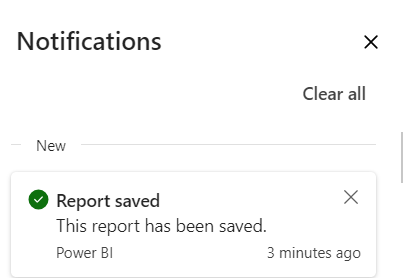 Notifications
Clear all
New
Report saved
This report has been saved.
Power BI 3 minutes ago